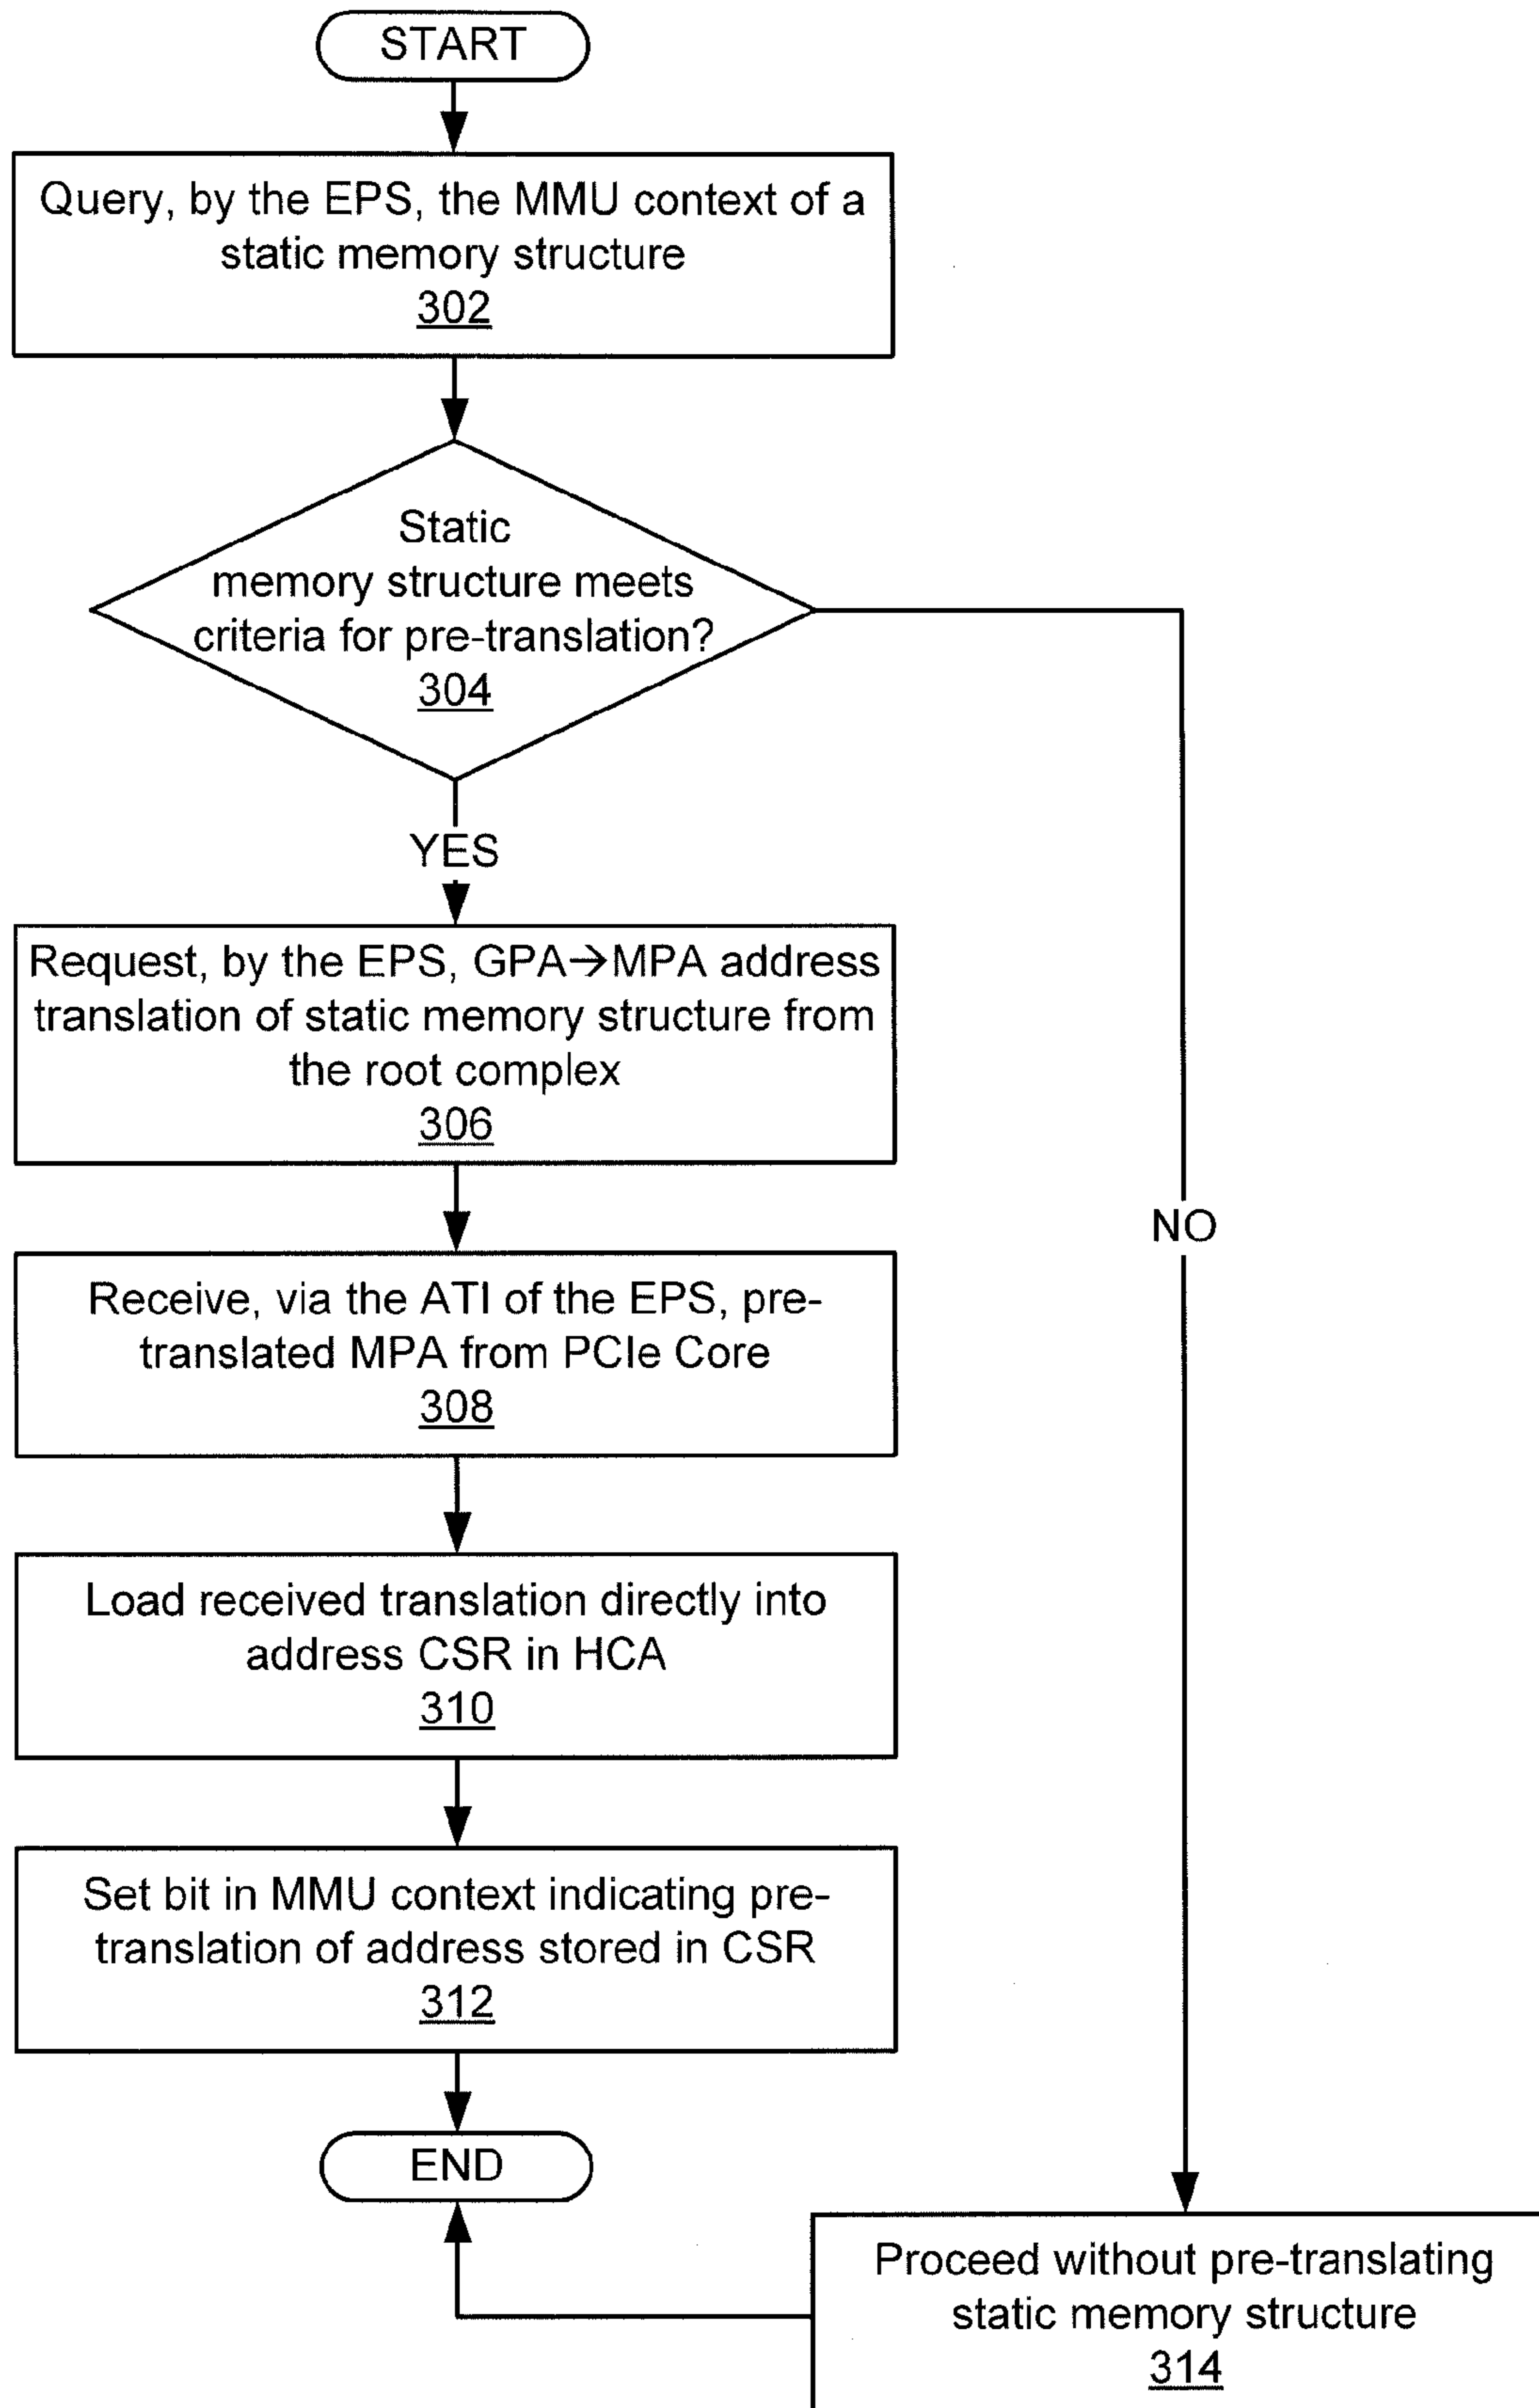 START
Query, by the EPS, the MMU context of a
static memory structure
302
Static
memory structure meets
criteria for pre-translation?
304
YES
NO
Request, by the EPS, GPA→MPA address
translation of static memory structure from
the root complex
306
Receive, via the ATI of the EPS, pre-
translated MPA from PCIe Core
308
Load received translation directly into
address CSR in HCA
310
Set bit in MMU context indicating pre-
translation of address stored in CSR
312
END
Proceed without pre-translating
static memory structure
314